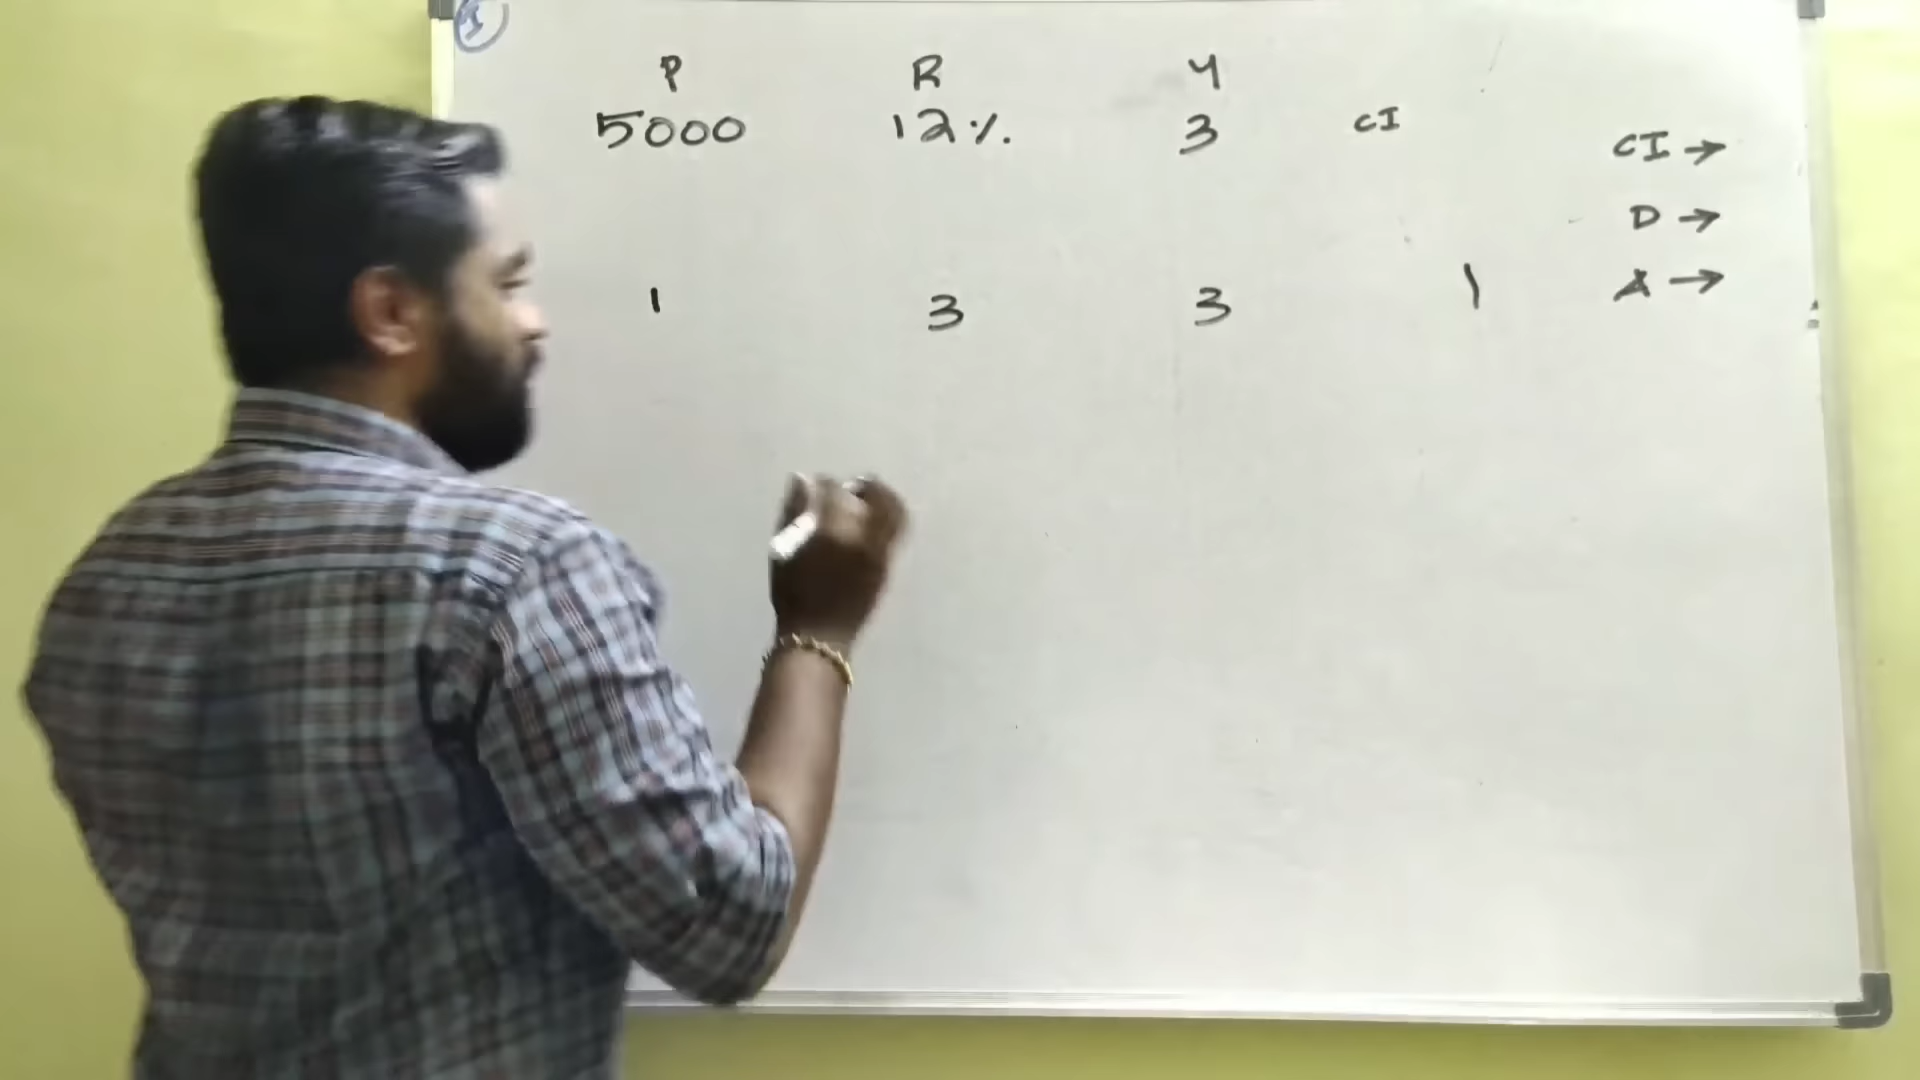 P R Y
5000 12% 3 CI
CI →
D →
1 3 3 1
A →